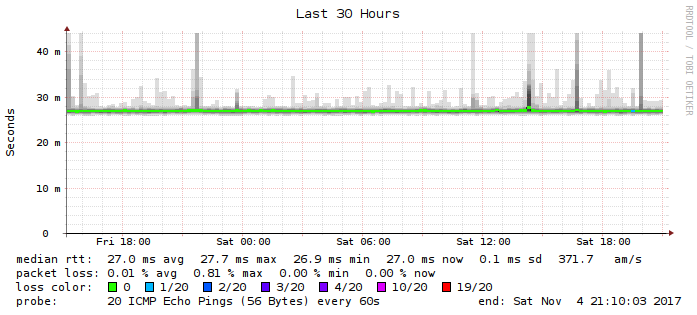 Last 30 Hours
RRDTOOL / TOBI OETIKER
Seconds
40 m
30 m
20 m
10 m
0
Fri 18:00 Sat 00:00 Sat 06:00 Sat 12:00 Sat 18:00
median rtt: 27.0 ms avg 27.7 ms max 26.9 ms min 27.0 ms now 0.1 ms sd 371.7 am/s
packet loss: 0.01 % avg 0.81 % max 0.00 % min 0.00 % now
loss color: 0 1/20 2/20 3/20 4/20 10/20 19/20
probe: 20 ICMP Echo Pings (56 Bytes) every 60s end: Sat Nov 4 21:10:03 2017